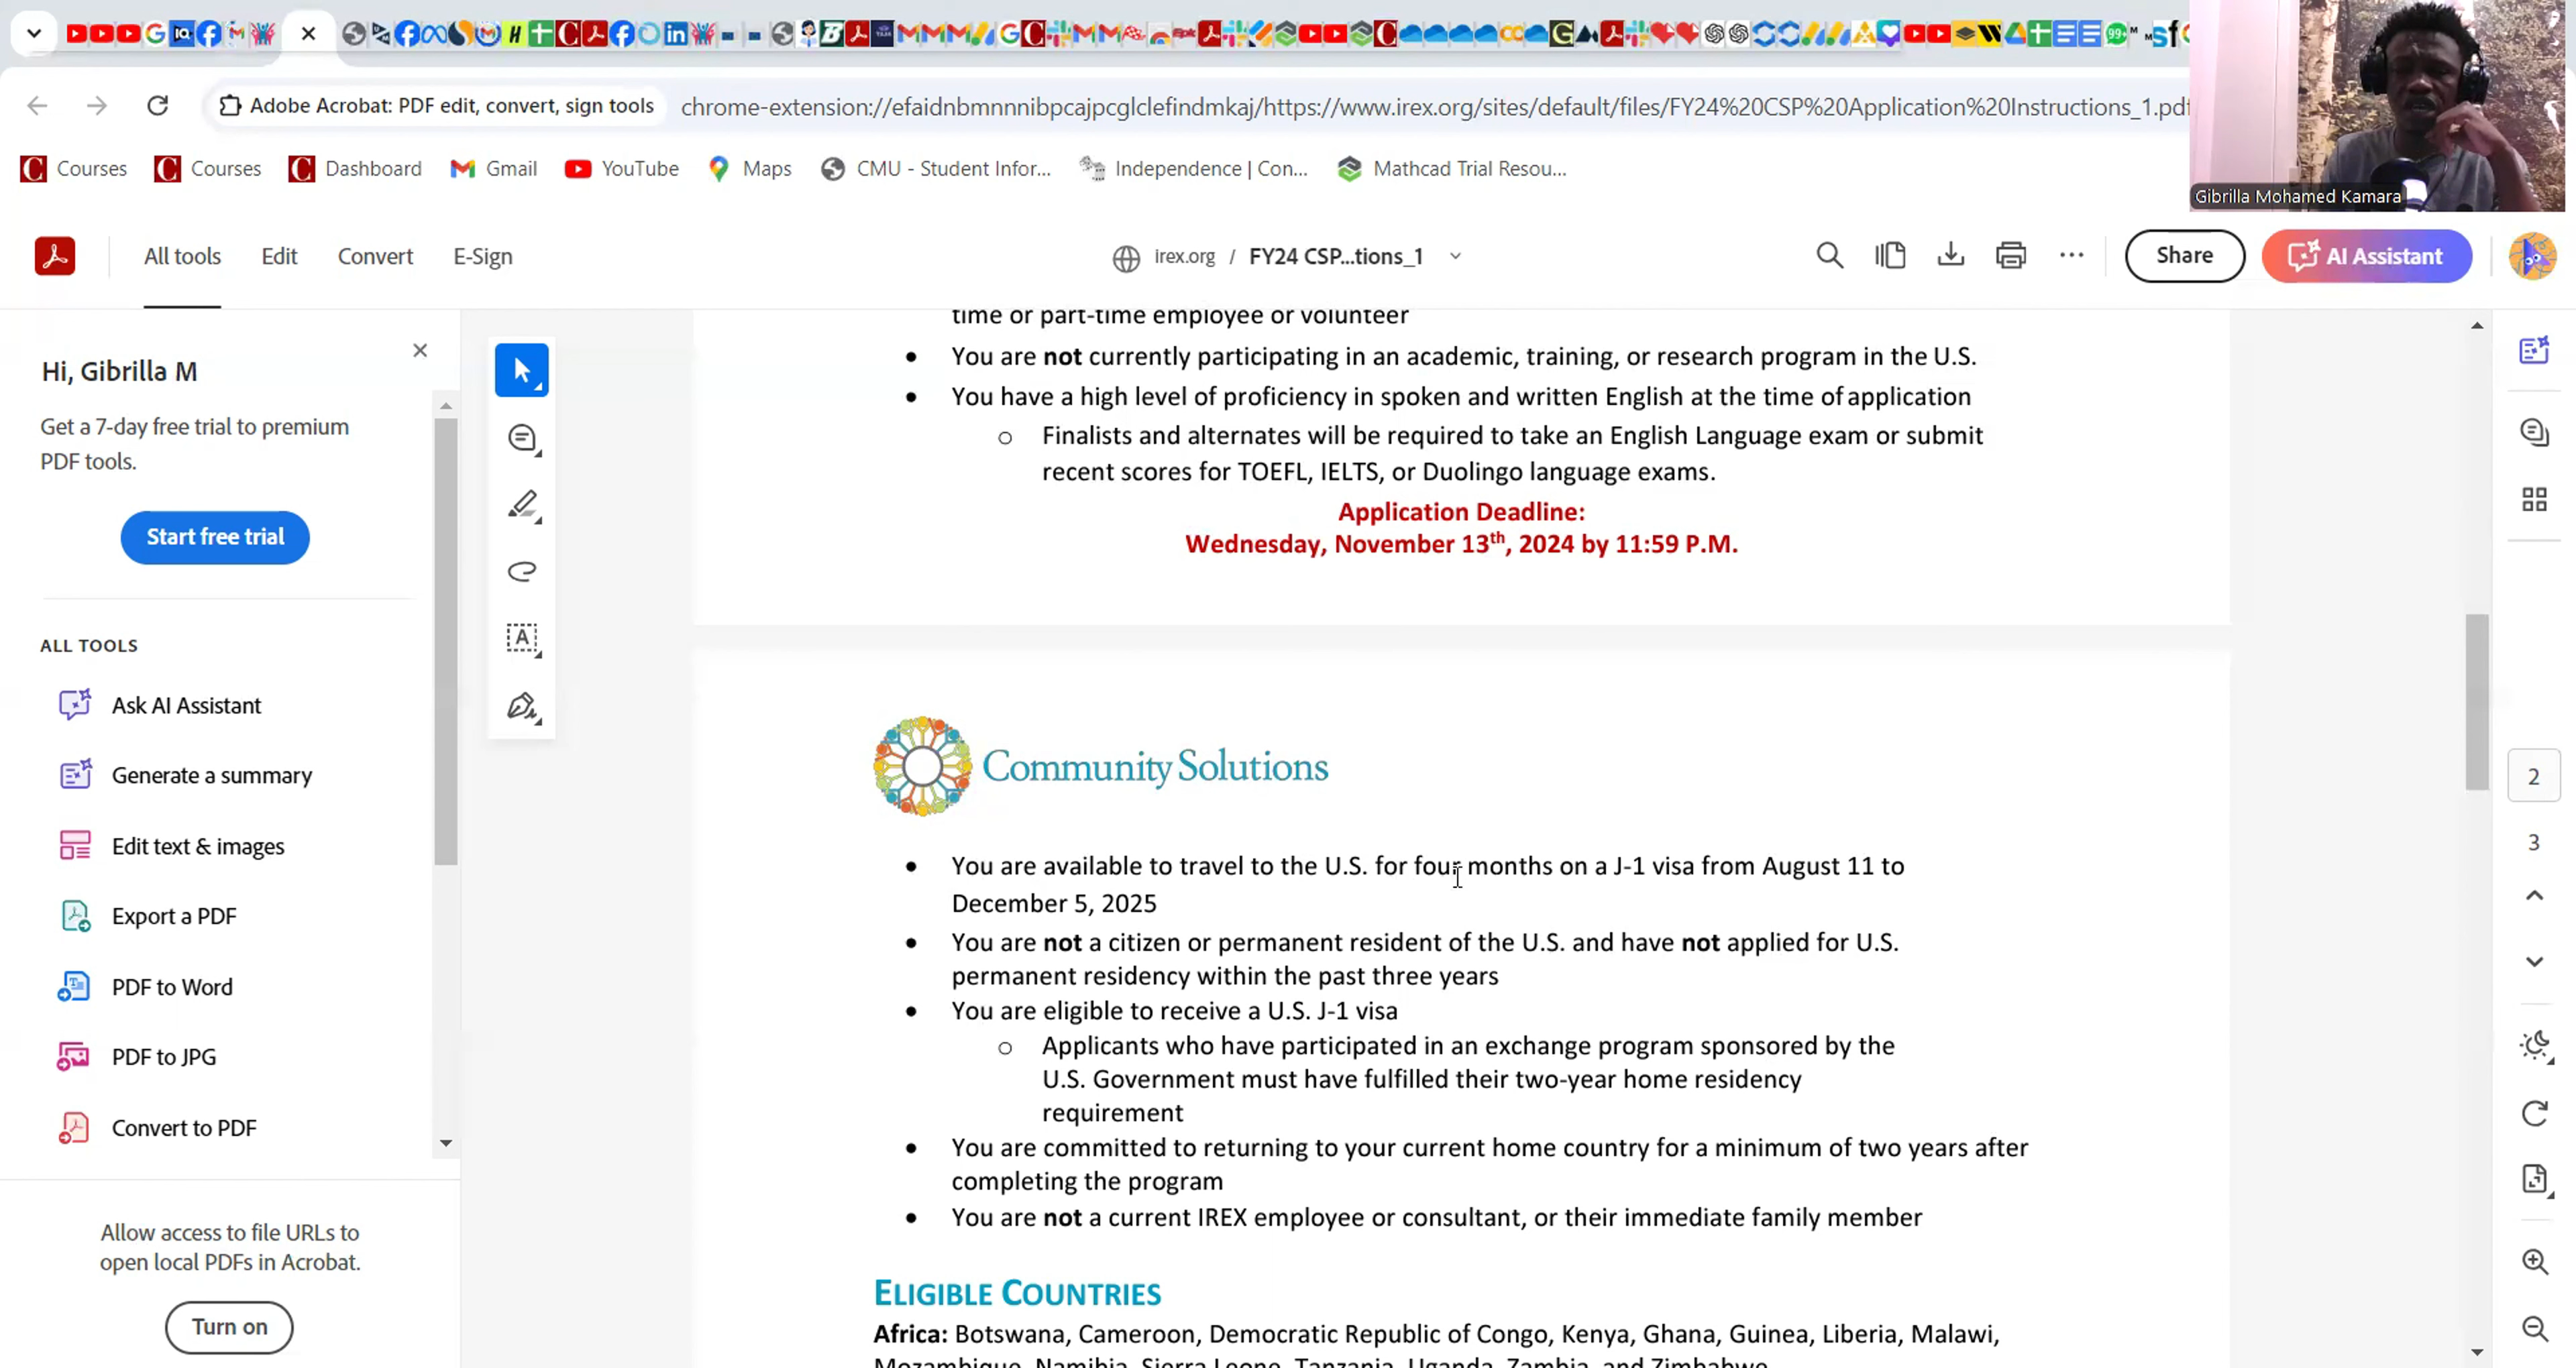 Adobe Acrobat: PDF edit, convert, sign tools
chrome-extension://efaidnbmnnnibpcajpcglclefindmkaj/https://www.irex.org/sites/default/files/FY24%20CSP%20Application%20Instructions_1.pdf
Courses
Courses
Dashboard
Gmail
YouTube
Maps
CMU - Student Infor...
Independence | Con...
Mathcad Trial Resou...
Gibrilla Mohamed Kamara
All tools
Edit
Convert
E-Sign
irex.org / FY24 CSP...tions_1
Share
AI Assistant
Hi, Gibrilla M
Get a 7-day free trial to premium
PDF tools.
Start free trial
ALL TOOLS
Ask AI Assistant
Generate a summary
Edit text & images
Export a PDF
PDF to Word
PDF to JPG
Convert to PDF
Allow access to file URLs to
open local PDFs in Acrobat.
Turn on
time or part-time employee or volunteer
• You are not currently participating in an academic, training, or research program in the U.S.
• You have a high level of proficiency in spoken and written English at the time of application
o Finalists and alternates will be required to take an English Language exam or submit
recent scores for TOEFL, IELTS, or Duolingo language exams.
Application Deadline:
Wednesday, November 13th, 2024 by 11:59 P.M.
Community Solutions
• You are available to travel to the U.S. for four months on a J-1 visa from August 11 to
December 5, 2025
• You are not a citizen or permanent resident of the U.S. and have not applied for U.S.
permanent residency within the past three years
• You are eligible to receive a U.S. J-1 visa
o Applicants who have participated in an exchange program sponsored by the
U.S. Government must have fulfilled their two-year home residency
requirement
• You are committed to returning to your current home country for a minimum of two years after
completing the program
• You are not a current IREX employee or consultant, or their immediate family member
ELIGIBLE COUNTRIES
Africa: Botswana, Cameroon, Democratic Republic of Congo, Kenya, Ghana, Guinea, Liberia, Malawi,
Mozambique, Namibia, Sierra Leone, Tanzania, Uganda, Zambia, and Zimbabwe
2
3